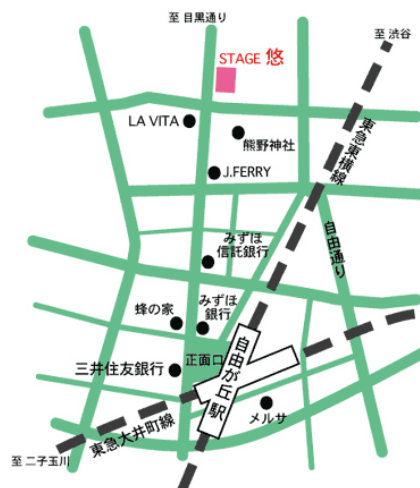 至 目黒通り
至 渋谷
STAGE 悠
LA VITA
熊野神社
東急東横線
J.FERRY
自由通り
みずほ
信託銀行
蜂の家
みずほ
銀行
正面口
自由が丘駅
三井住友銀行
メルサ
東急大井町線
至 二子玉川